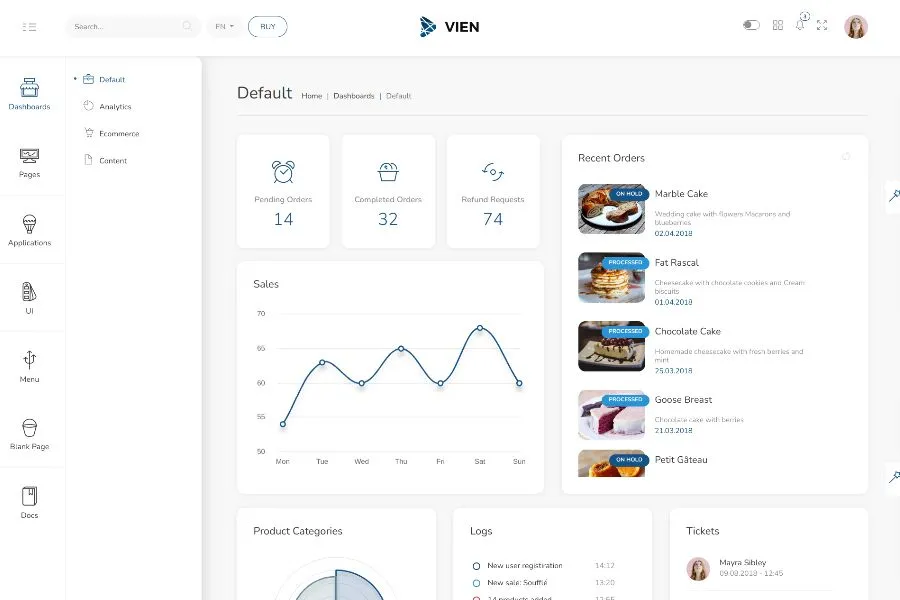 Search...
EN
BUY
VIEN
3
Dashboards
Pages
Applications
UI
Menu
Blank Page
Docs
Default
Analytics
Ecommerce
Content
Default
Home | Dashboards | Default
Pending Orders
14
Completed Orders
32
Refund Requests
74
Sales
70
65
60
55
50
Mon Tue Wed Thu Fri Sat Sun
Recent Orders
ON HOLD
Marble Cake
Wedding cake with flowers Macarons and
blueberries
02.04.2018
PROCESSED
Fat Rascal
Cheesecake with chocolate cookies and Cream
biscuits
01.04.2018
PROCESSED
Chocolate Cake
Homemade cheesecake with fresh berries and
mint
25.03.2018
PROCESSED
Goose Breast
Chocolate cake with berries
21.03.2018
ON HOLD
Petit Gâteau
Product Categories
Logs
New user registiration 14:12
New sale: Soufflé 13:20
14 products added
Tickets
Mayra Sibley
09.08.2018 - 12:45